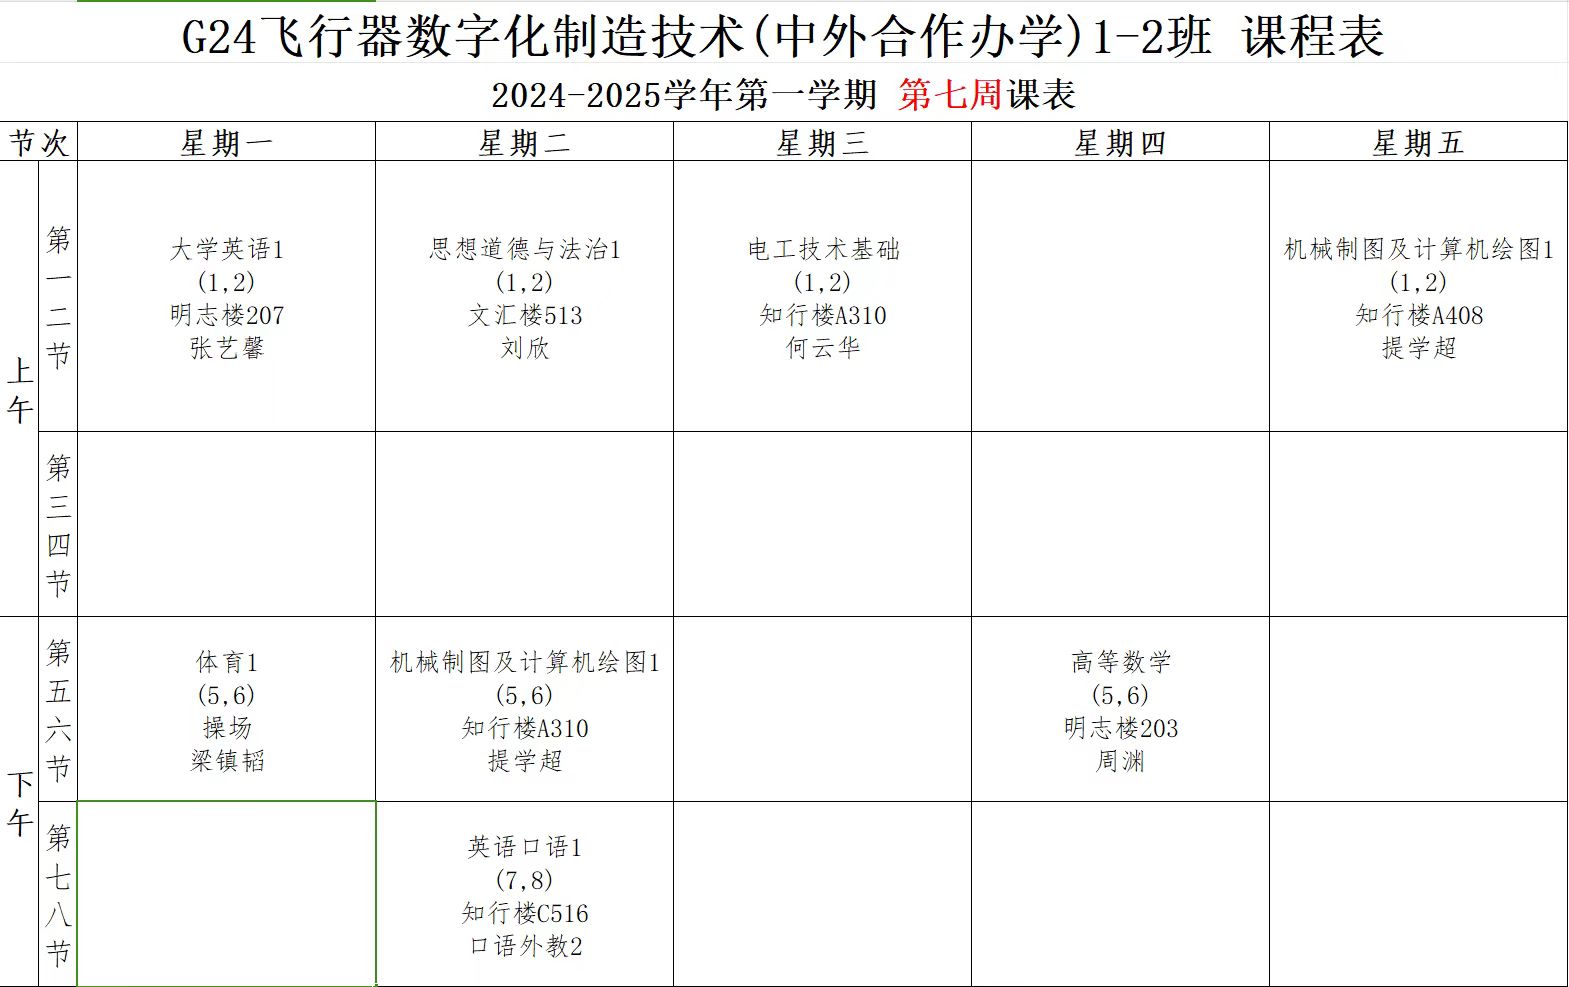 G24飞行器数字化制造技术(中外合作办学)1-2班 课程表
2024-2025学年第一学期 第七周课表
节次 星期一 星期二 星期三 星期四 星期五
上午
第一二节
大学英语1
(1,2)
明志楼207
张艺馨
思想道德与法治1
(1,2)
文汇楼513
刘欣
电工技术基础
(1,2)
知行楼A310
何云华
机械制图及计算机绘图1
(1,2)
知行楼A408
提学超
第三四节
下午
第五六节
体育1
(5,6)
操场
梁镇韬
机械制图及计算机绘图1
(5,6)
知行楼A310
提学超
高等数学
(5,6)
明志楼203
周渊
第七八节
英语口语1
(7,8)
知行楼C516
口语外教2